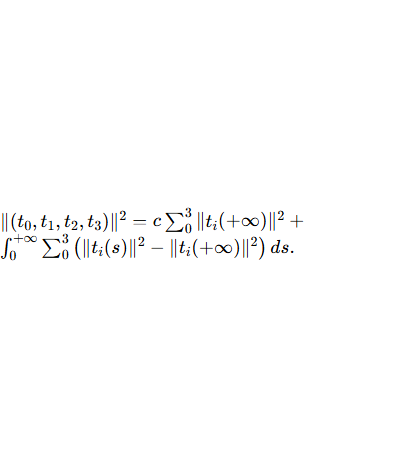 ‖(t₀, t₁, t₂, t₃)‖² = c ∑₀³ ‖tᵢ(+∞)‖² +
∫₀⁺∞ ∑₀³ (‖tᵢ(s)‖² − ‖tᵢ(+∞)‖²) ds.